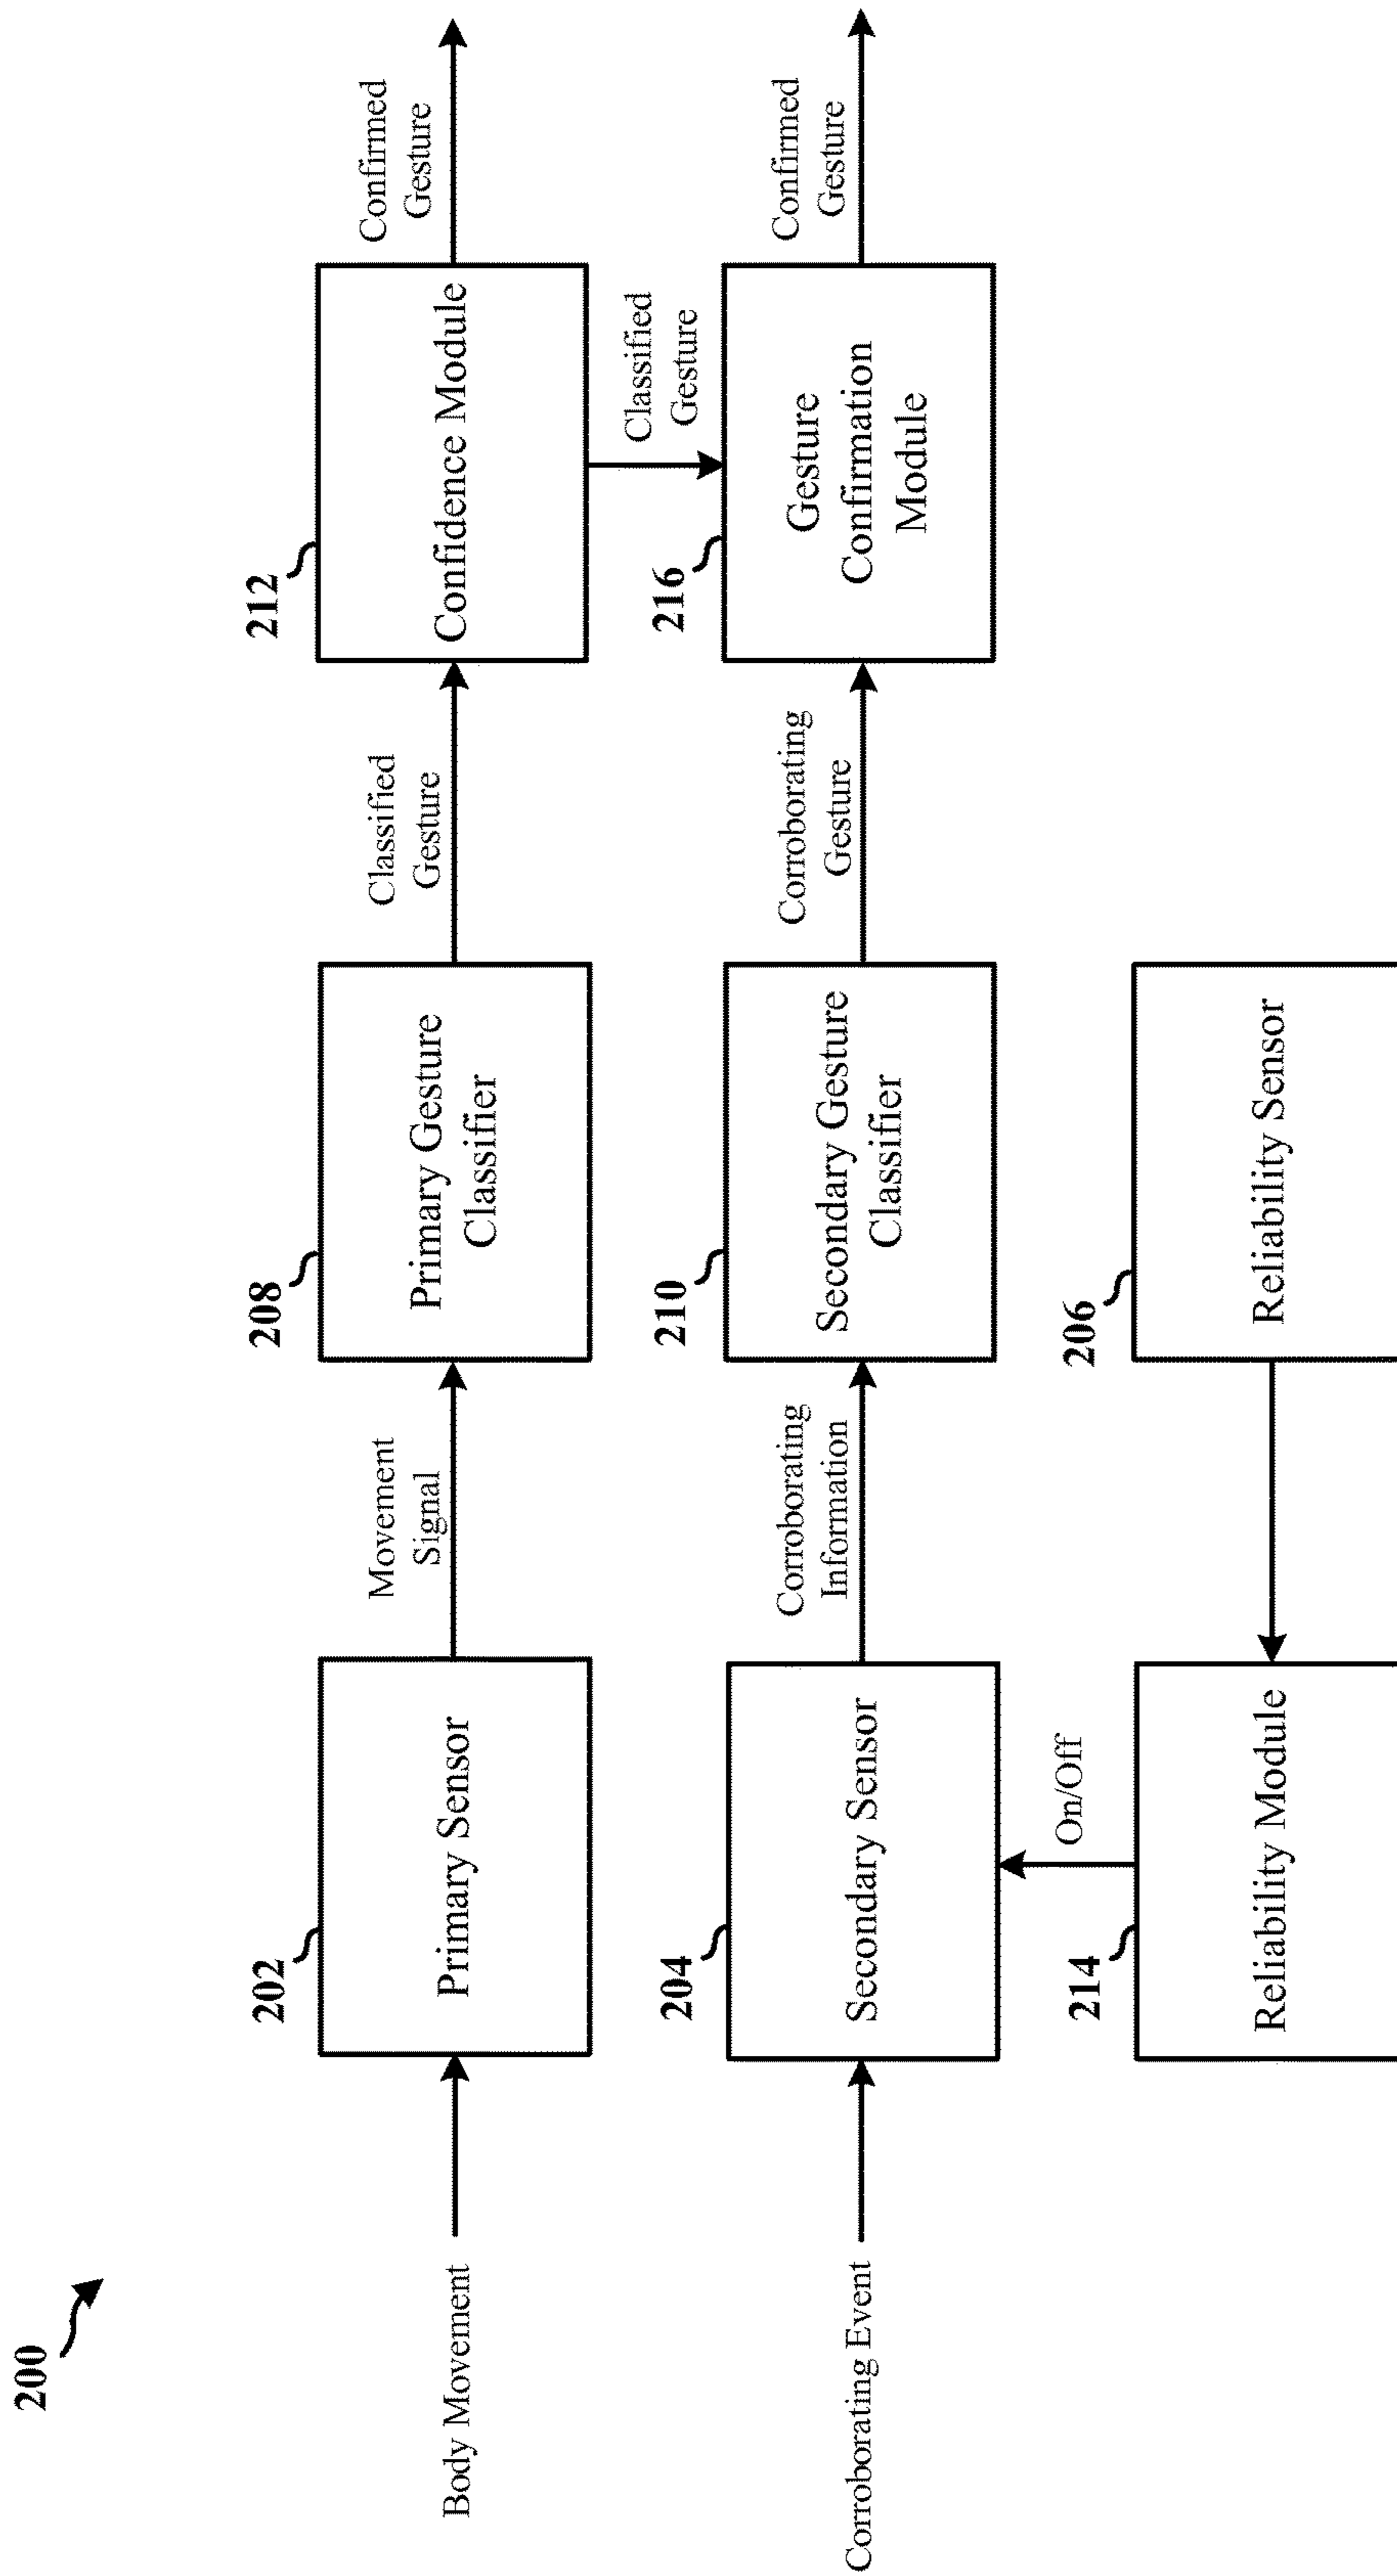 200
Body Movement
202
Primary Sensor
Movement
Signal
208
Primary Gesture
Classifier
Classified
Gesture
212
Confidence Module
Confirmed
Gesture
Classified
Gesture
Corroborating Event
204
Secondary Sensor
Corroborating
Information
210
Secondary Gesture
Classifier
Corroborating
Gesture
216
Gesture
Confirmation
Module
Confirmed
Gesture
On/Off
214
Reliability Module
206
Reliability Sensor